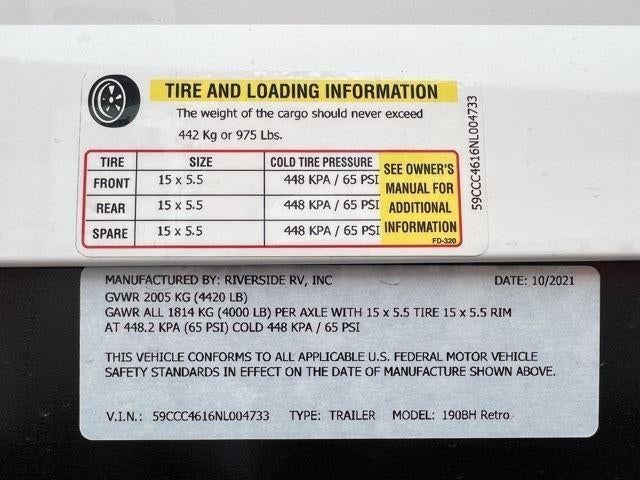 TIRE AND LOADING INFORMATION
The weight of the cargo should never exceed
442 Kg or 975 Lbs.
TIRE SIZE COLD TIRE PRESSURE
FRONT 15 x 5.5 448 KPA / 65 PSI
REAR 15 x 5.5 448 KPA / 65 PSI
SPARE 15 x 5.5 448 KPA / 65 PSI
SEE OWNER'S
MANUAL FOR
ADDITIONAL
INFORMATION
FD-320
59CCC4616NL004733
MANUFACTURED BY: RIVERSIDE RV, INC DATE: 10/2021
GVWR 2005 KG (4420 LB)
GAWR ALL 1814 KG (4000 LB) PER AXLE WITH 15 x 5.5 TIRE 15 x 5.5 RIM
AT 448.2 KPA (65 PSI) COLD 448 KPA / 65 PSI
THIS VEHICLE CONFORMS TO ALL APPLICABLE U.S. FEDERAL MOTOR VEHICLE
SAFETY STANDARDS IN EFFECT ON THE DATE OF MANUFACTURE SHOWN ABOVE.
V.I.N.: 59CCC4616NL004733 TYPE: TRAILER MODEL: 190BH Retro